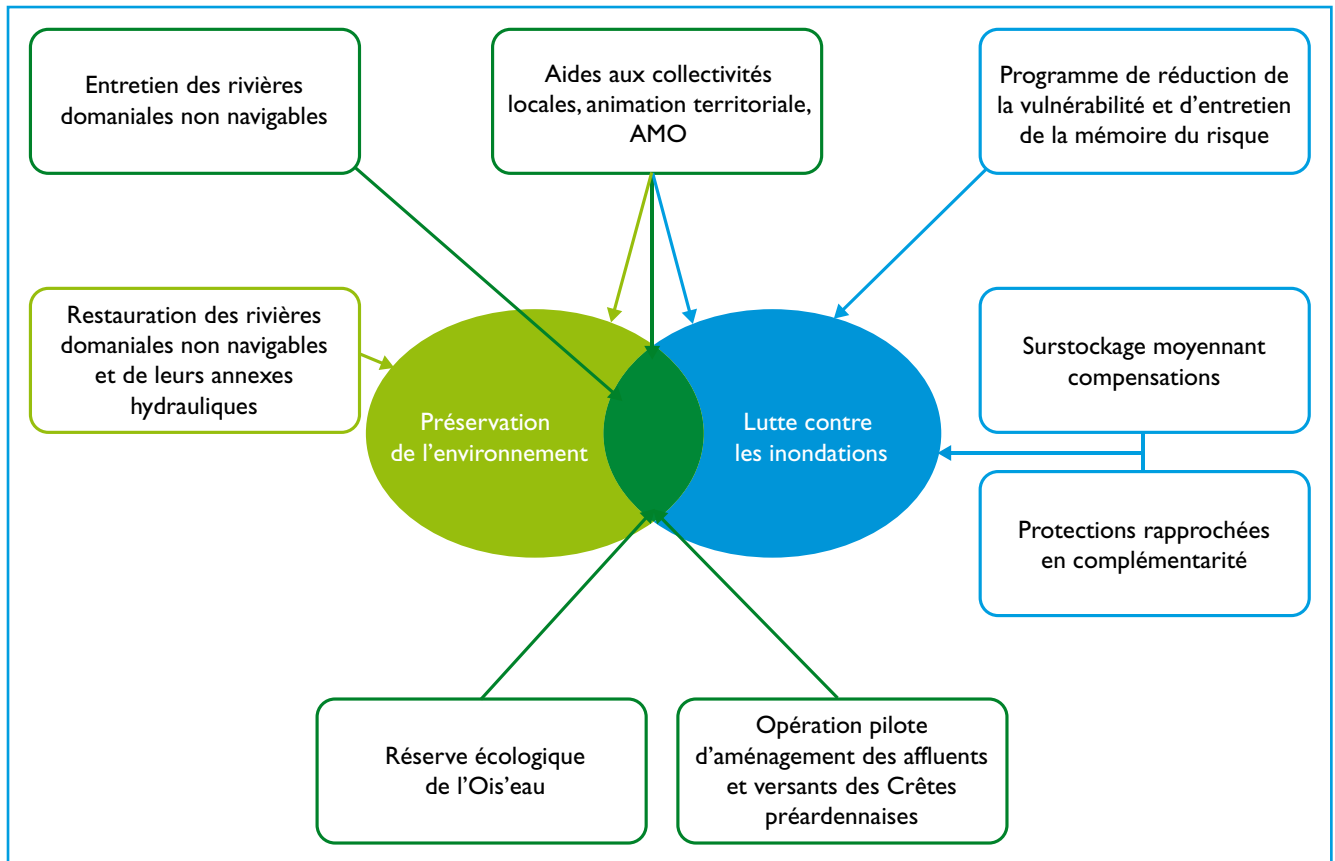 Entretien des rivières
domaniales non navigables
Aides aux collectivités
locales, animation territoriale,
AMO
Programme de réduction de
la vulnérabilité et d’entretien
de la mémoire du risque
Restauration des rivières
domaniales non navigables
et de leurs annexes
hydrauliques
Préservation
de l’environnement
Lutte contre
les inondations
Surstockage moyennant
compensations
Protections rapprochées
en complémentarité
Réserve écologique
de l’Ois’eau
Opération pilote
d’aménagement des affluents
et versants des Crêtes
préardennaises